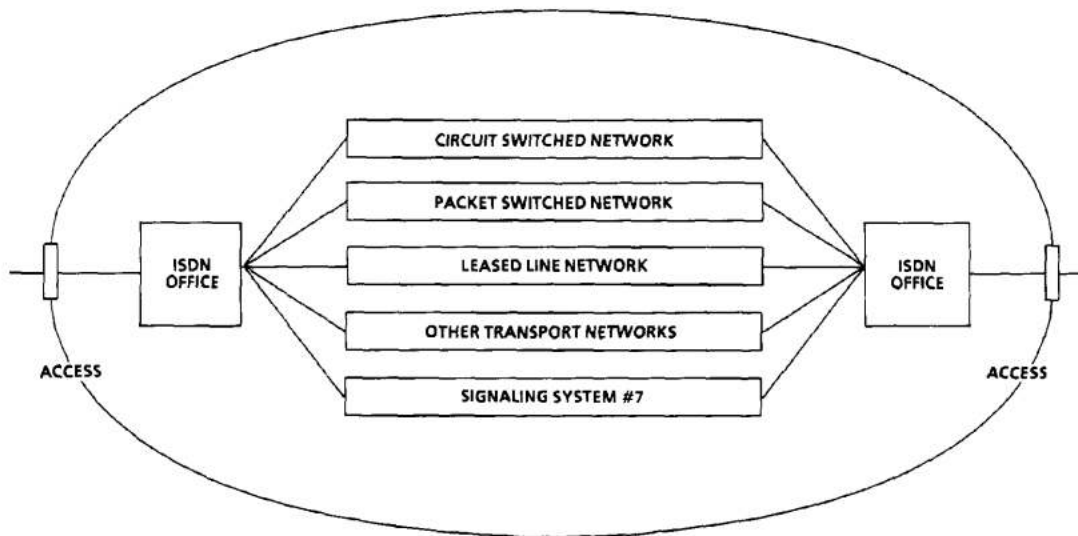 CIRCUIT SWITCHED NETWORK
PACKET SWITCHED NETWORK
ISDN
OFFICE
LEASED LINE NETWORK
ISDN
OFFICE
OTHER TRANSPORT NETWORKS
ACCESS
ACCESS
SIGNALING SYSTEM #7